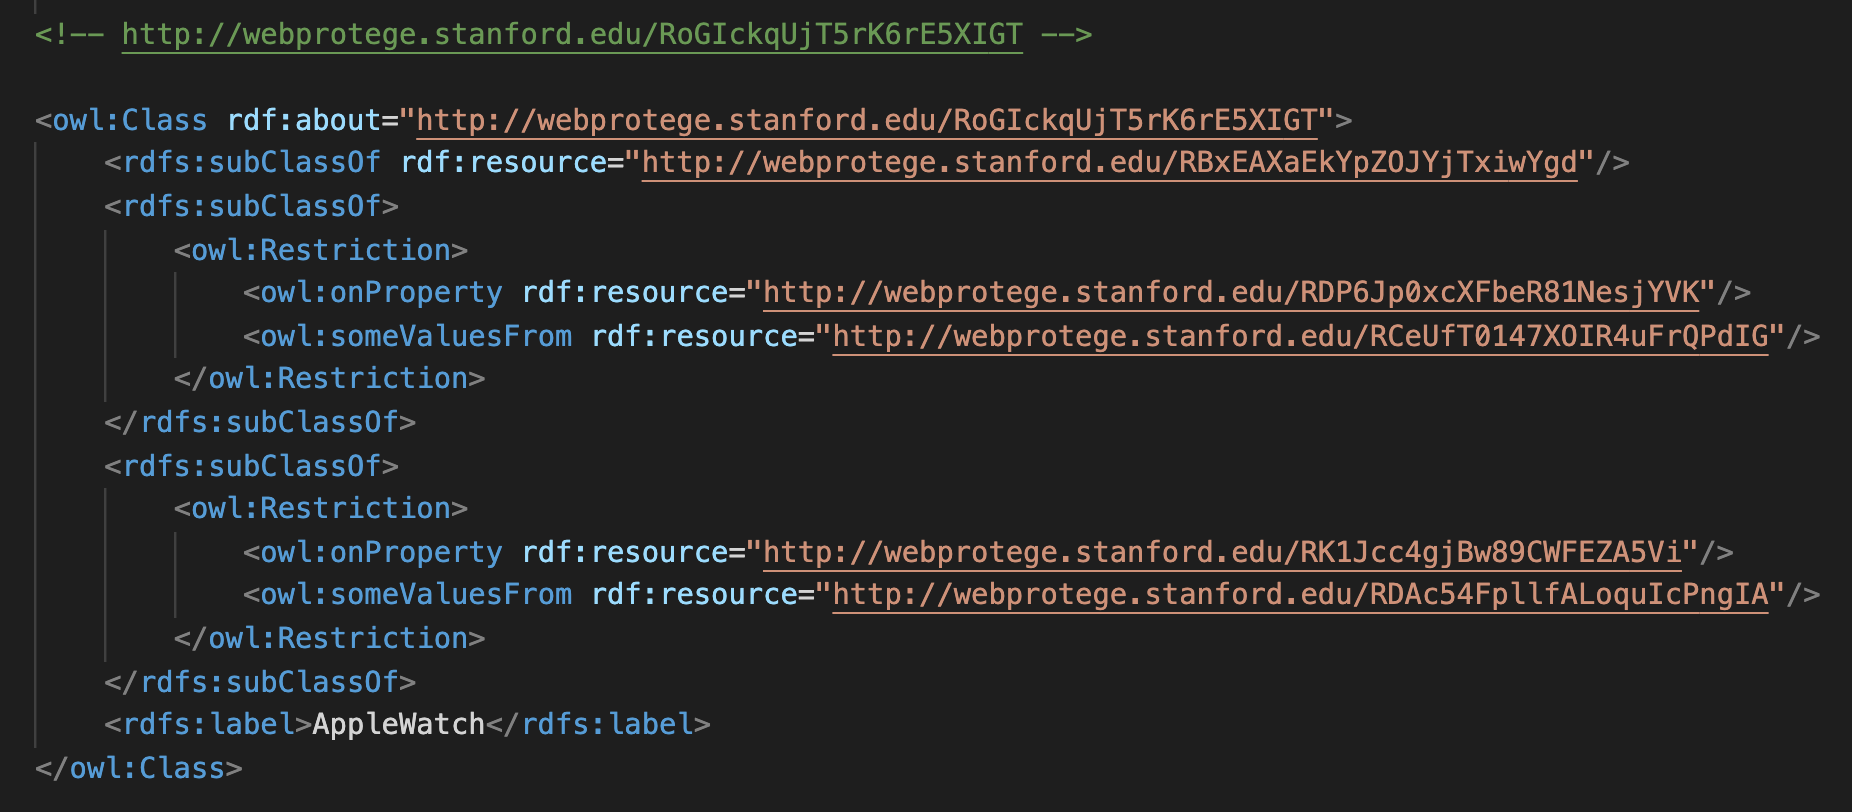 <!-- http://webprotege.stanford.edu/RoGIckqUjT5rK6rE5XIGT -->
<owl:Class rdf:about="http://webprotege.stanford.edu/RoGIckqUjT5rK6rE5XIGT">
<rdfs:subClassOf rdf:resource="http://webprotege.stanford.edu/RBxEAXaEkYpZOJYjTxiwYgd"/>
<rdfs:subClassOf>
<owl:Restriction>
<owl:onProperty rdf:resource="http://webprotege.stanford.edu/RDP6Jp0xcXFbeR81NesjYVK"/>
<owl:someValuesFrom rdf:resource="http://webprotege.stanford.edu/RCeUfT0147XOIR4uFrQPdIG"/>
</owl:Restriction>
</rdfs:subClassOf>
<rdfs:subClassOf>
<owl:Restriction>
<owl:onProperty rdf:resource="http://webprotege.stanford.edu/RK1Jcc4gjBw89CWFEZA5Vi"/>
<owl:someValuesFrom rdf:resource="http://webprotege.stanford.edu/RDAc54FpllfALoquIcPngIA"/>
</owl:Restriction>
</rdfs:subClassOf>
<rdfs:label>AppleWatch</rdfs:label>
</owl:Class>